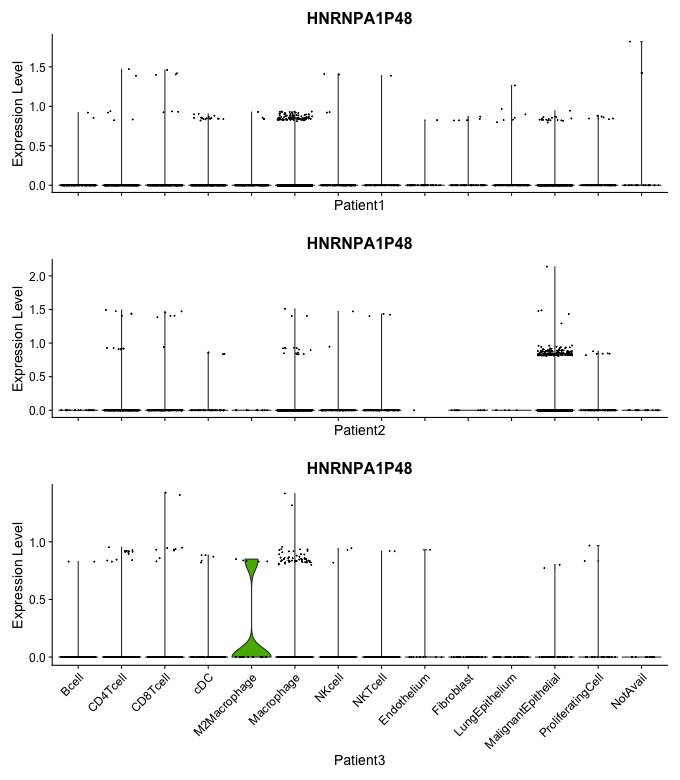 HNRNPA1P48
Expression Level
1.5
1.0
0.5
0.0
Patient1
HNRNPA1P48
Expression Level
2.0
1.5
1.0
0.5
0.0
Patient2
HNRNPA1P48
Expression Level
1.0
0.5
0.0
Bcell
CD4Tcell
CD8Tcell
cDC
M2Macrophage
Macrophage
NKcell
NKTcell
Endothelium
Fibroblast
LungEpithelium
MalignantEpithelial
ProliferatingCell
NotAvail
Patient3